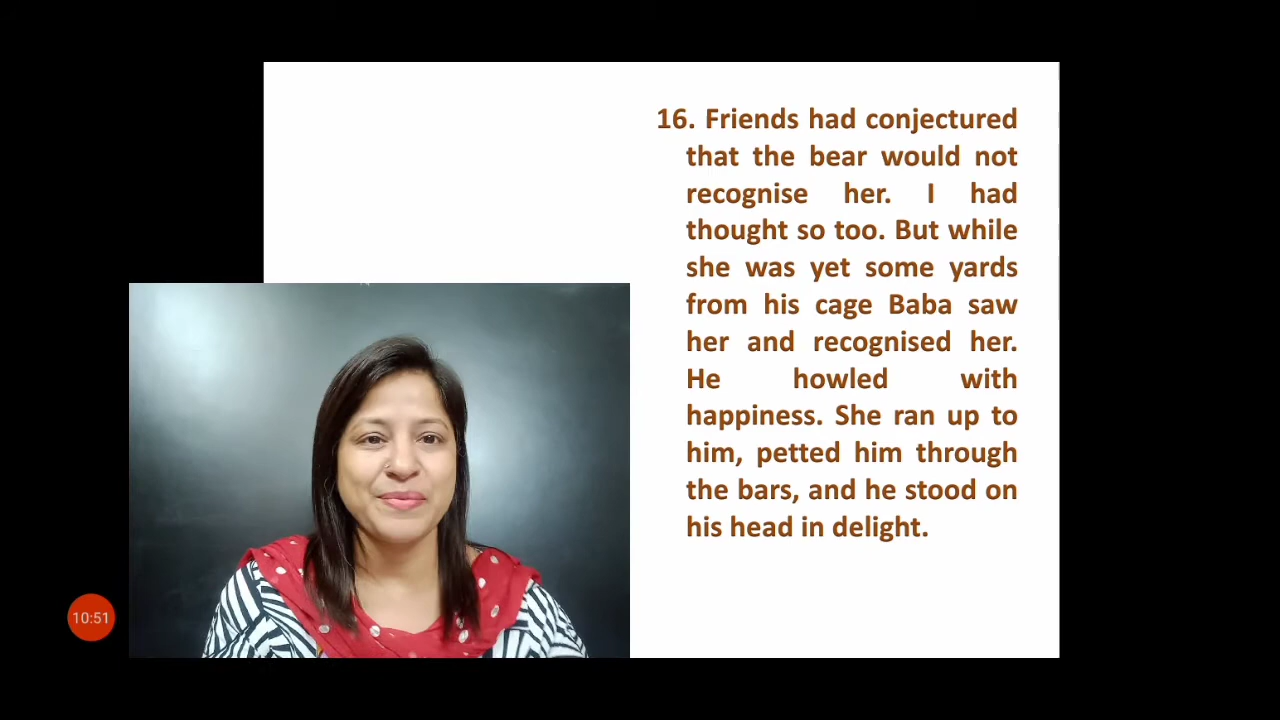 16. Friends had conjectured
that the bear would not
recognise her. I had
thought so too. But while
she was yet some yards
from his cage Baba saw
her and recognised her.
He howled with
happiness. She ran up to
him, petted him through
the bars, and he stood on
his head in delight.
10:51